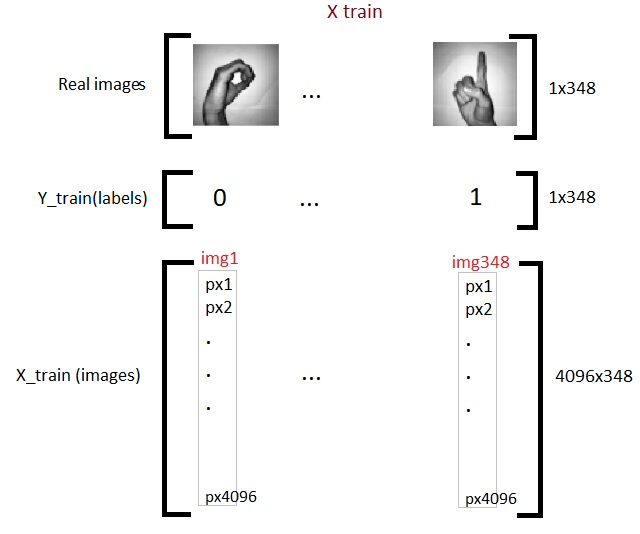 X train
Real images ... 1x348
Y_train(labels) 0 ... 1 1x348
img1 img348
px1 px1
px2 px2
. .
X_train (images) . ... . 4096x348
. .
px4096 px4096